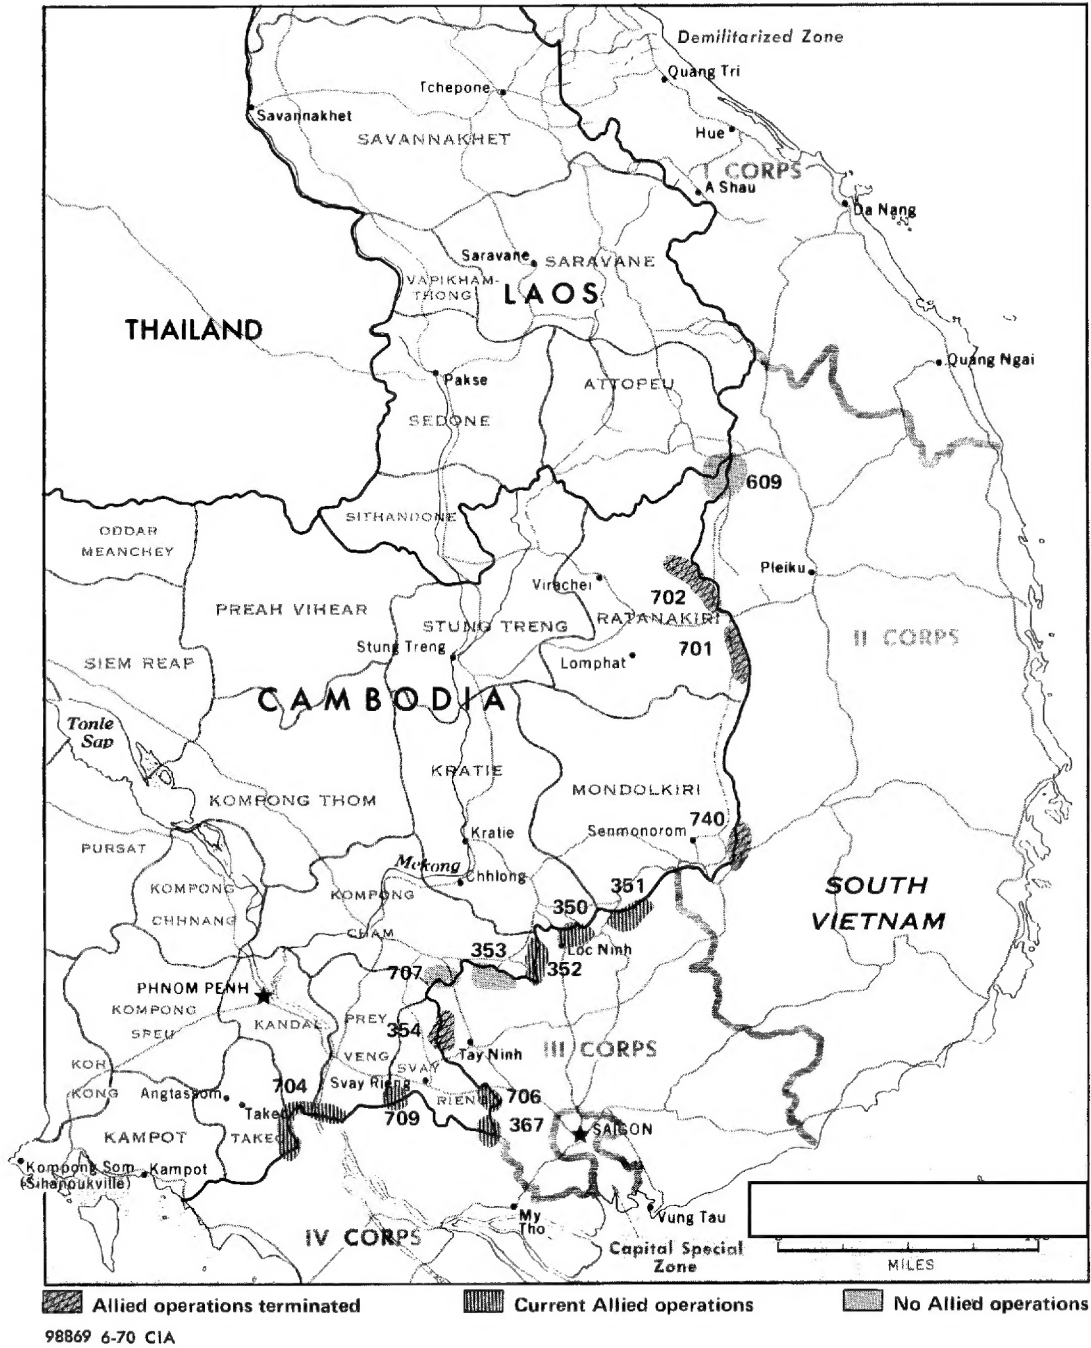 Demilitarized Zone
Quang Tri
Tchepone
Savannakhet
SAVANNAKHET
Hue
I CORPS
A Shau
Da Nang
Saravane
SARAVANE
VAPIKHAM-
THONG
LAOS
THAILAND
Quang Ngai
Pakse
ATTOPEU
SEDONE
609
SITHANDONE
ODDAR
MEANCHEY
Pleiku
Virachei
702
PREAH VIHEAR
RATANAKIRI
STUNG TRENG
II CORPS
Stung Treng
701
SIEM REAP
Lomphat
CAMBODIA
Tonle
Sap
KRATIE
MONDOLKIRI
KOMPONG THOM
740
Kratie
Senmonorom
PURSAT
Mekong
Chhlong
KOMPONG
CHHNANG
KOMPONG
CHAM
351
SOUTH
VIETNAM
350
Loc Ninh
353
352
707
PHNOM PENH
KOMPONG
SPEU
KANDAL
PREY
VENG
354
Tay Ninh
III CORPS
SVAY
RIENG
Svay Rieng
KOH
KONG
704
Angtassom
Takeo
706
709
367
SAIGON
KAMPOT
TAKEO
Kompong Som
(Sihanoukville)
Kampot
My
Tho
Vung Tau
IV CORPS
Capital Special
Zone
MILES
Allied operations terminated
Current Allied operations
No Allied operations
98869 6-70 CIA